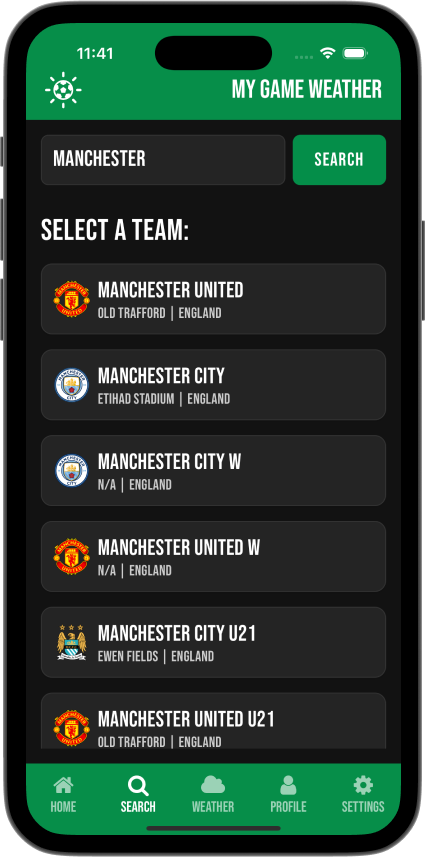 11:41
MY GAME WEATHER
MANCHESTER
SEARCH
SELECT A TEAM:
MANCHESTER UNITED
OLD TRAFFORD | ENGLAND
MANCHESTER CITY
ETIHAD STADIUM | ENGLAND
MANCHESTER CITY W
N/A | ENGLAND
MANCHESTER UNITED W
N/A | ENGLAND
MANCHESTER CITY U21
EWEN FIELDS | ENGLAND
MANCHESTER UNITED U21
OLD TRAFFORD | ENGLAND
HOME SEARCH WEATHER PROFILE SETTINGS